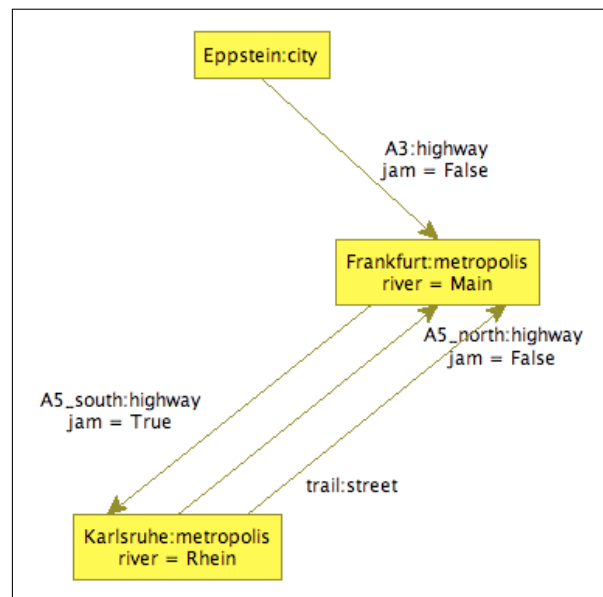 Eppstein:city
A3:highway
jam = False
Frankfurt:metropolis
river = Main
A5_north:highway
jam = False
A5_south:highway
jam = True
trail:street
Karlsruhe:metropolis
river = Rhein